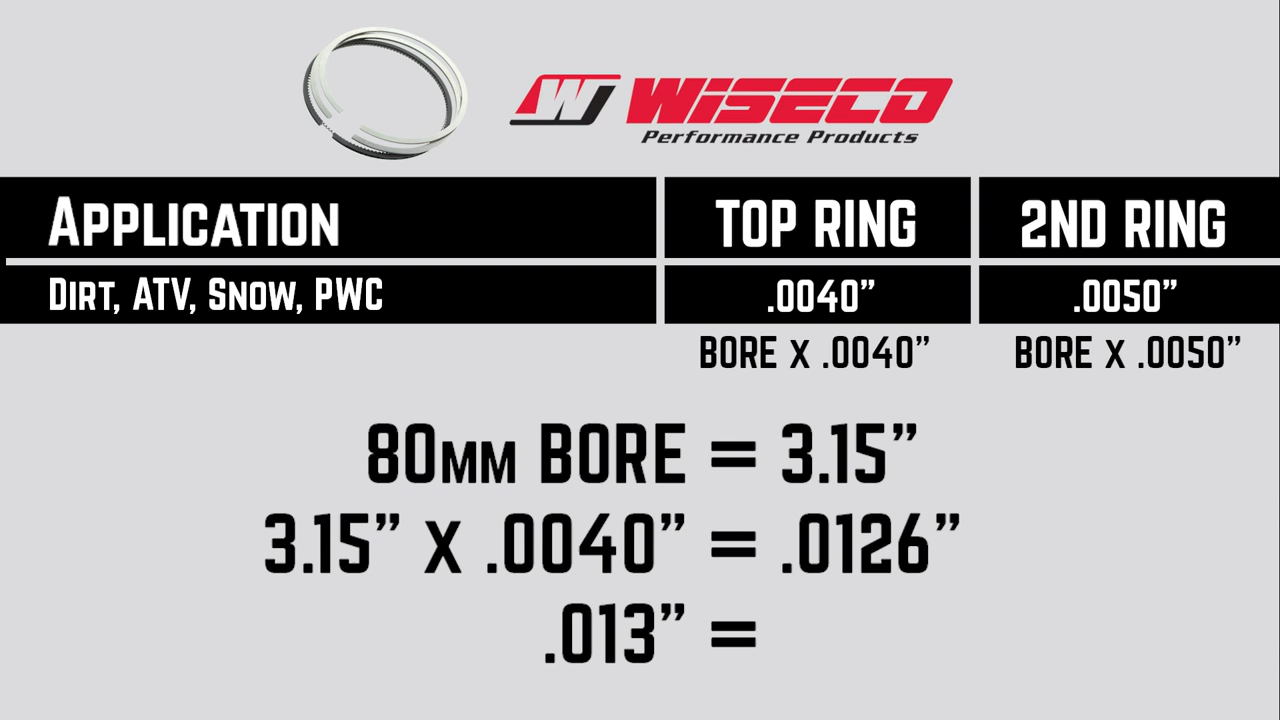 W WISECO
Performance Products
APPLICATION TOP RING 2ND RING
DIRT, ATV, SNOW, PWC .0040” .0050”
BORE X .0040” BORE X .0050”
80MM BORE = 3.15”
3.15” X .0040” = .0126”
.013” =